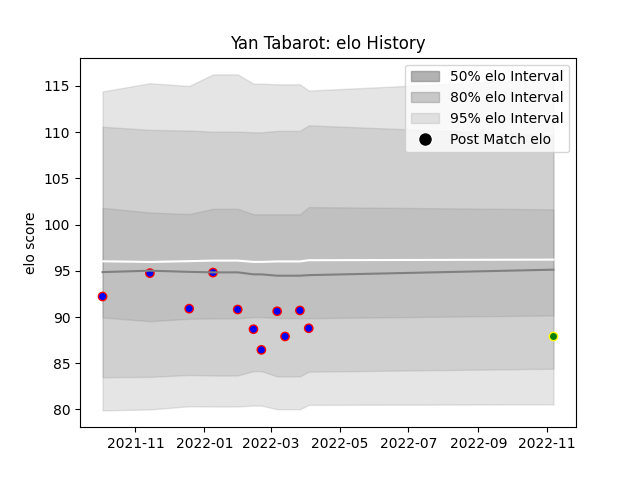 Yan Tabarot: elo History
50% elo Interval
80% elo Interval
95% elo Interval
Post Match elo
elo score
115
110
105
100
95
90
85
80
2021-11
2022-01
2022-03
2022-05
2022-07
2022-09
2022-11